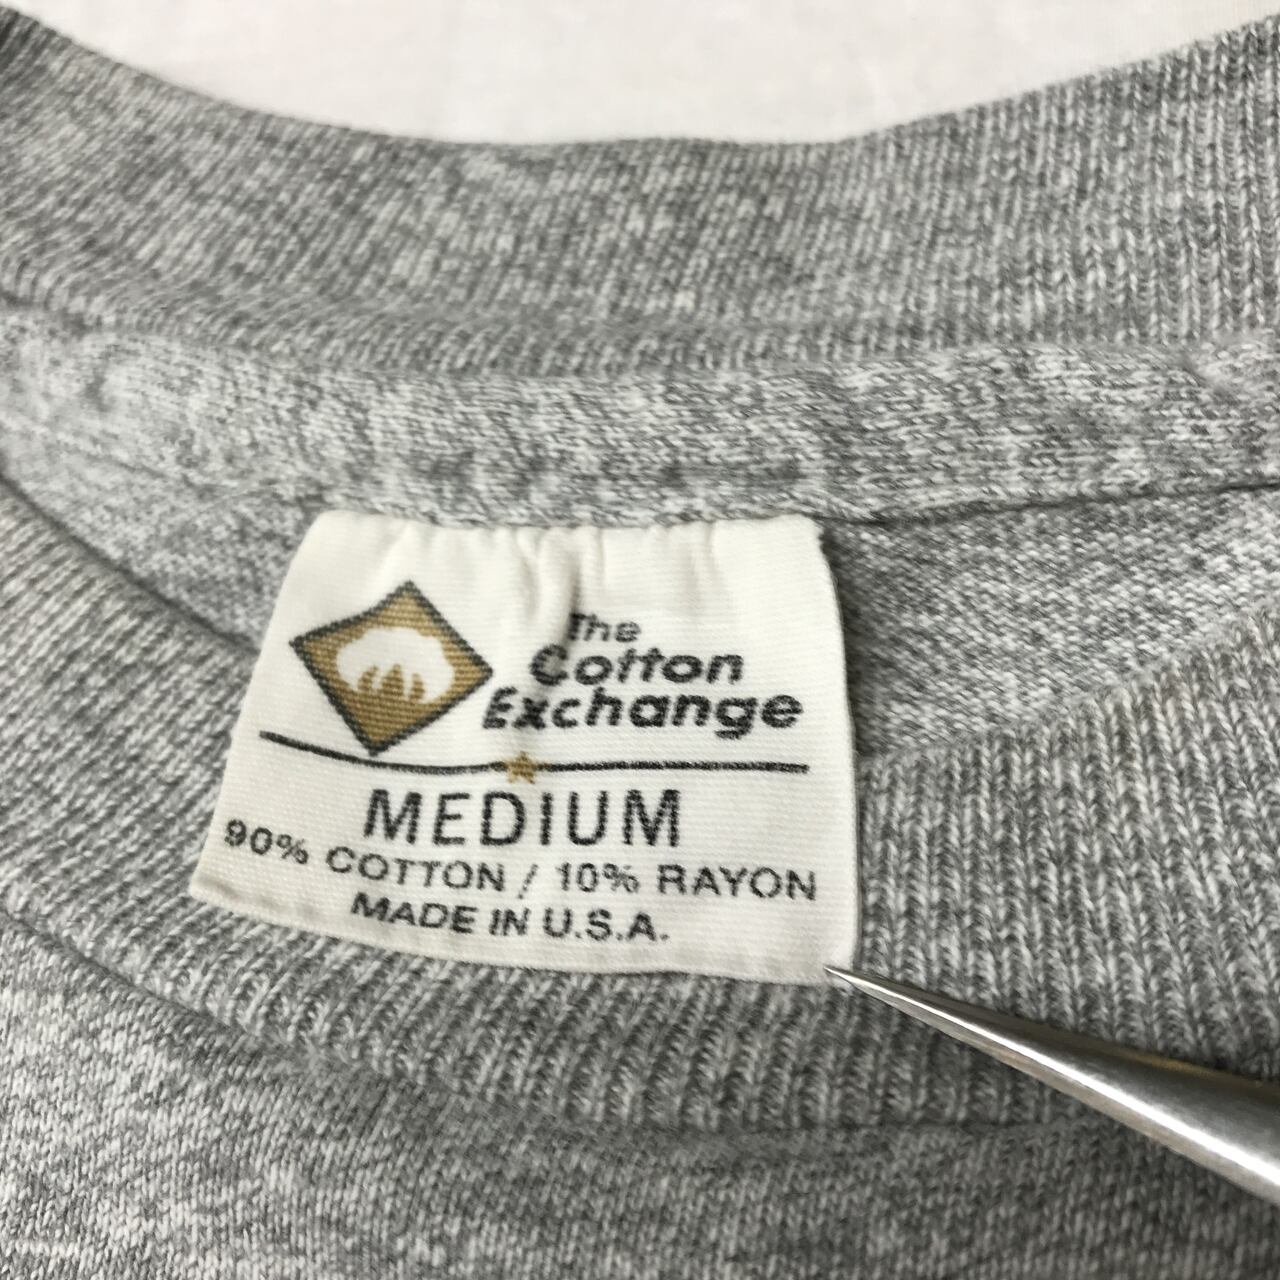 The
Cotton
Exchange
MEDIUM
90% COTTON / 10% RAYON
MADE IN U.S.A.